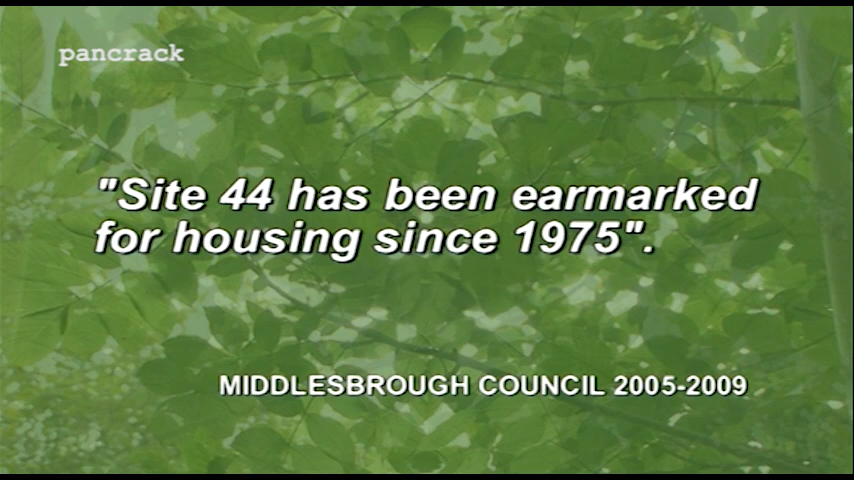 pancrack
"Site 44 has been earmarked
for housing since 1975".
MIDDLESBROUGH COUNCIL 2005-2009